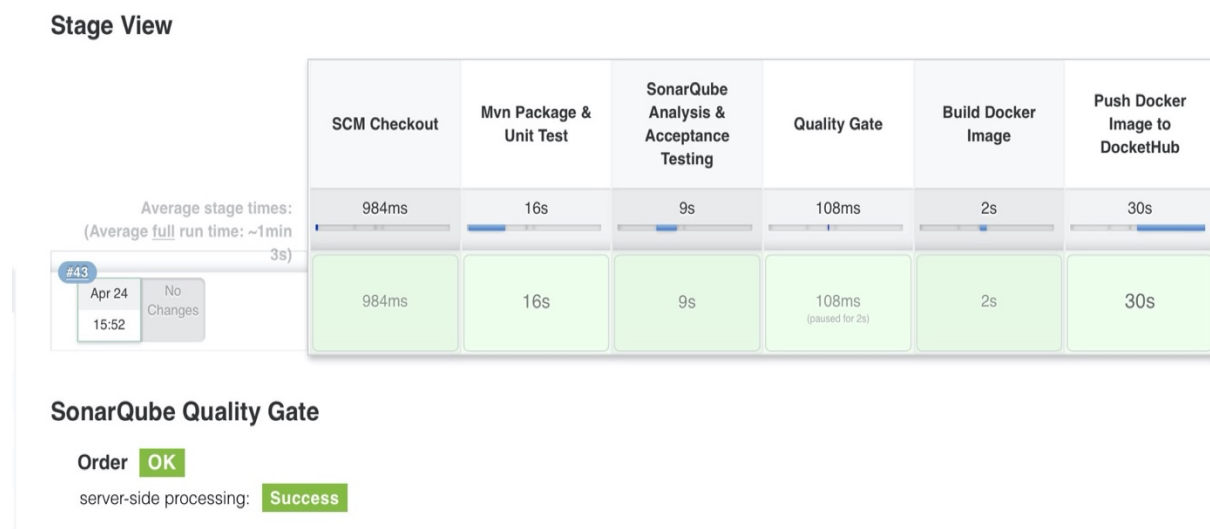 Stage View
SCM Checkout
Mvn Package &
Unit Test
SonarQube
Analysis &
Acceptance
Testing
Quality Gate
Build Docker
Image
Push Docker
Image to
DocketHub
Average stage times:
(Average full run time: ~1min
3s)
984ms
16s
9s
108ms
2s
30s
#43
Apr 24
15:52
No
Changes
984ms
16s
9s
108ms
(paused for 2s)
2s
30s
SonarQube Quality Gate
Order OK
server-side processing: Success